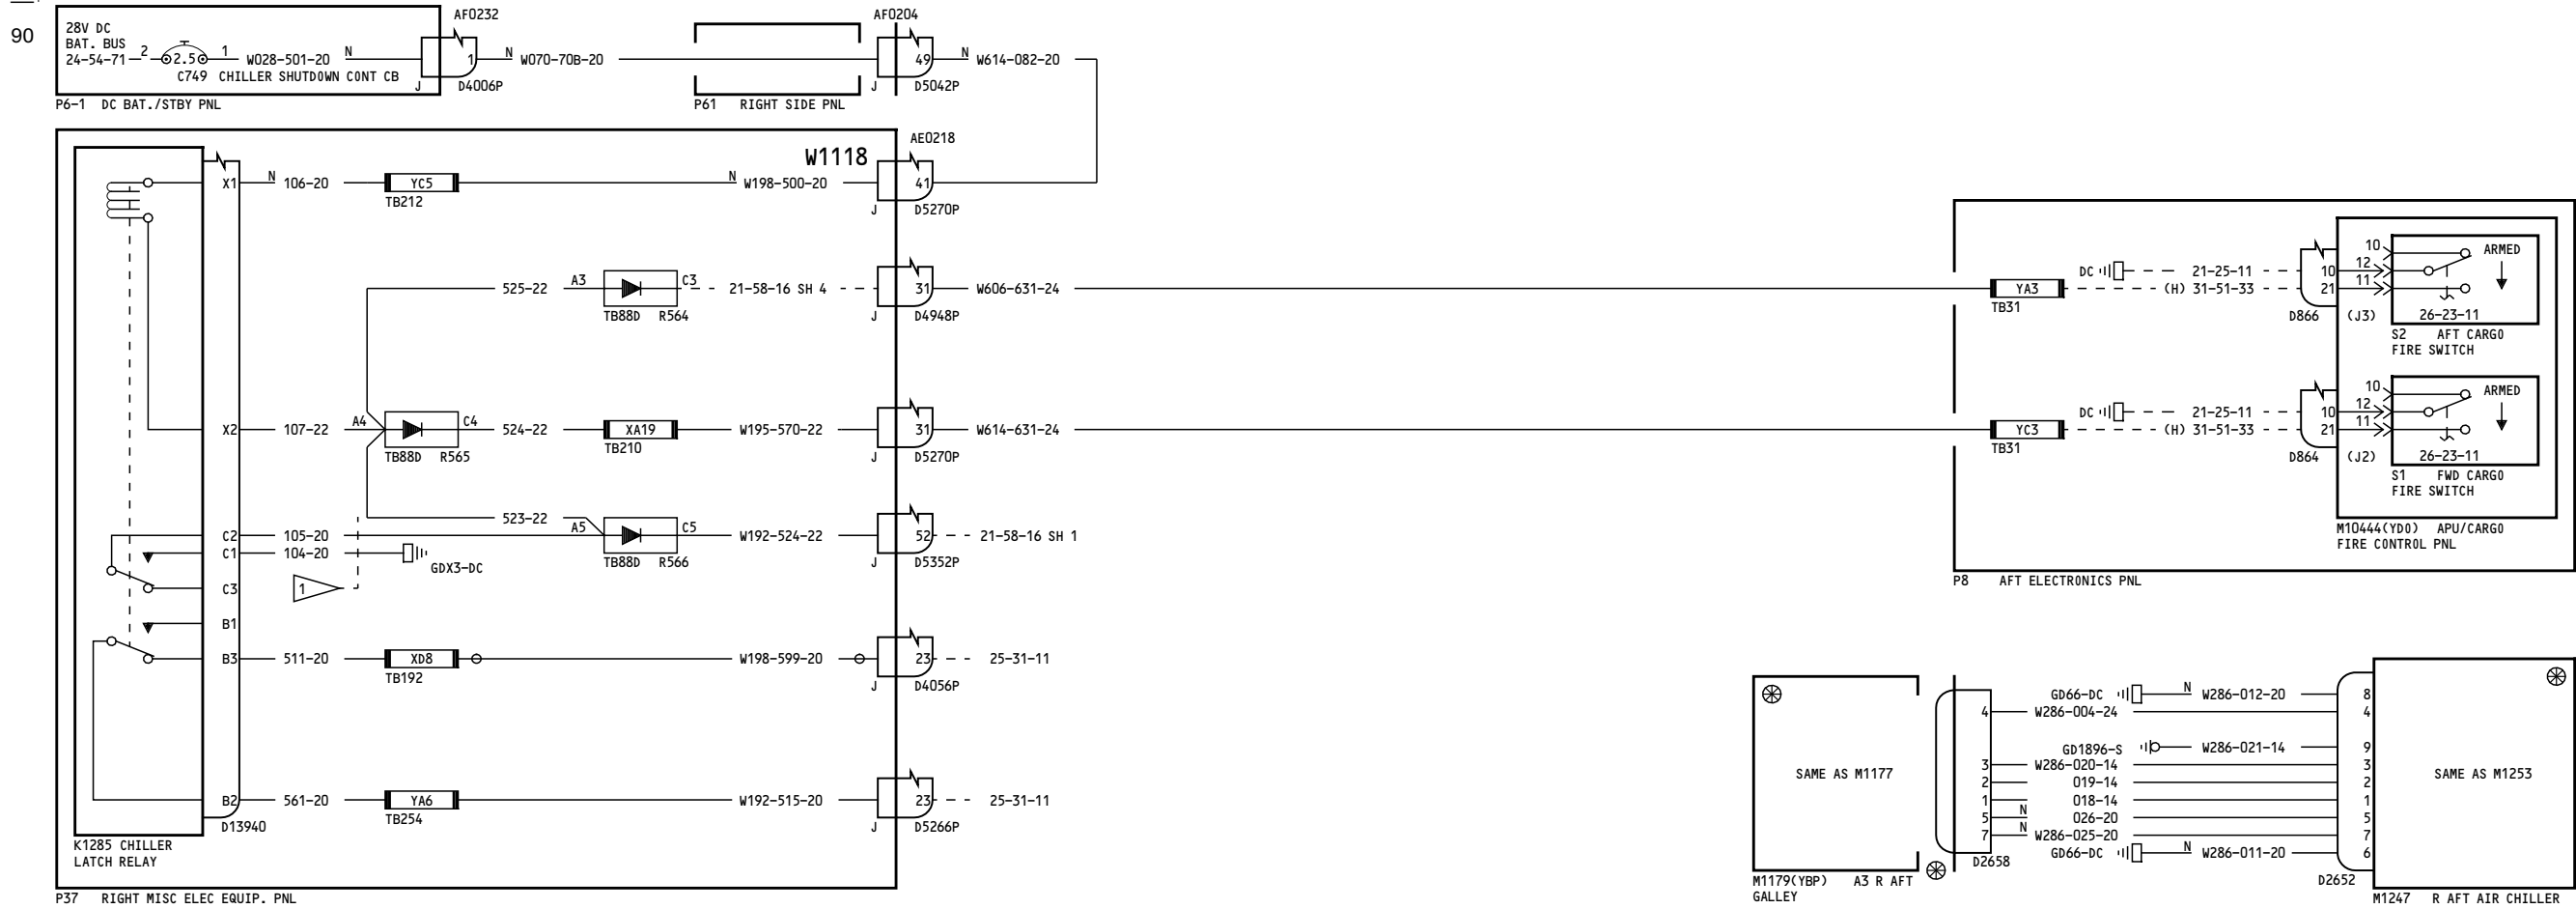 90
28V DC
BAT. BUS
24-54-71 2 2.5 1 W028-501-20 N
C749 CHILLER SHUTDOWN CONT CB
P6-1 DC BAT./STBY PNL
AF0232
1 N W070-70B-20
J D4006P
P61 RIGHT SIDE PNL
AF0204
49 N W614-082-20
J D5042P
W1118
AE0218
X1 N 106-20 YC5 N W198-500-20 41
TB212
J D5270P
525-22 A3 C3 21-58-16 SH 4 31 W606-631-24
TB88D R564
J D4948P
X2 107-22 A4 C4 524-22 XA19 W195-570-22 31 W614-631-24
TB88D R565
TB210
J D5270P
523-22 A5 C5
C2 105-20 W192-524-22 52 21-58-16 SH 1
C1 104-20
GDX3-DC
TB88D R566
J D5352P
C3 1
B1
B3 511-20 XD8 W198-599-20 23 25-31-11
TB192
J D4056P
B2 561-20 YA6 W192-515-20 23 25-31-11
TB254
J D5266P
D13940
K1285 CHILLER
LATCH RELAY
P37 RIGHT MISC ELEC EQUIP. PNL
DC 21-25-11 10 10 12 ARMED
YA3 (H) 31-51-33 21 11
TB31
D866 (J3) 26-23-11
S2 AFT CARGO
FIRE SWITCH
DC 21-25-11 10 10 12 ARMED
YC3 (H) 31-51-33 21 11
TB31
D864 (J2) 26-23-11
S1 FWD CARGO
FIRE SWITCH
M10444(YD0) APU/CARGO
FIRE CONTROL PNL
P8 AFT ELECTRONICS PNL
SAME AS M1177
M1179(YBP) A3 R AFT
GALLEY
GD66-DC N W286-012-20 8
4 W286-004-24 4
GD1896-S W286-021-14 9
3 W286-020-14 3
2 019-14 2
1 018-14 1
5 N 026-20 5
7 N W286-025-20 7
GD66-DC N W286-011-20 6
D2658
D2652
SAME AS M1253
M1247 R AFT AIR CHILLER